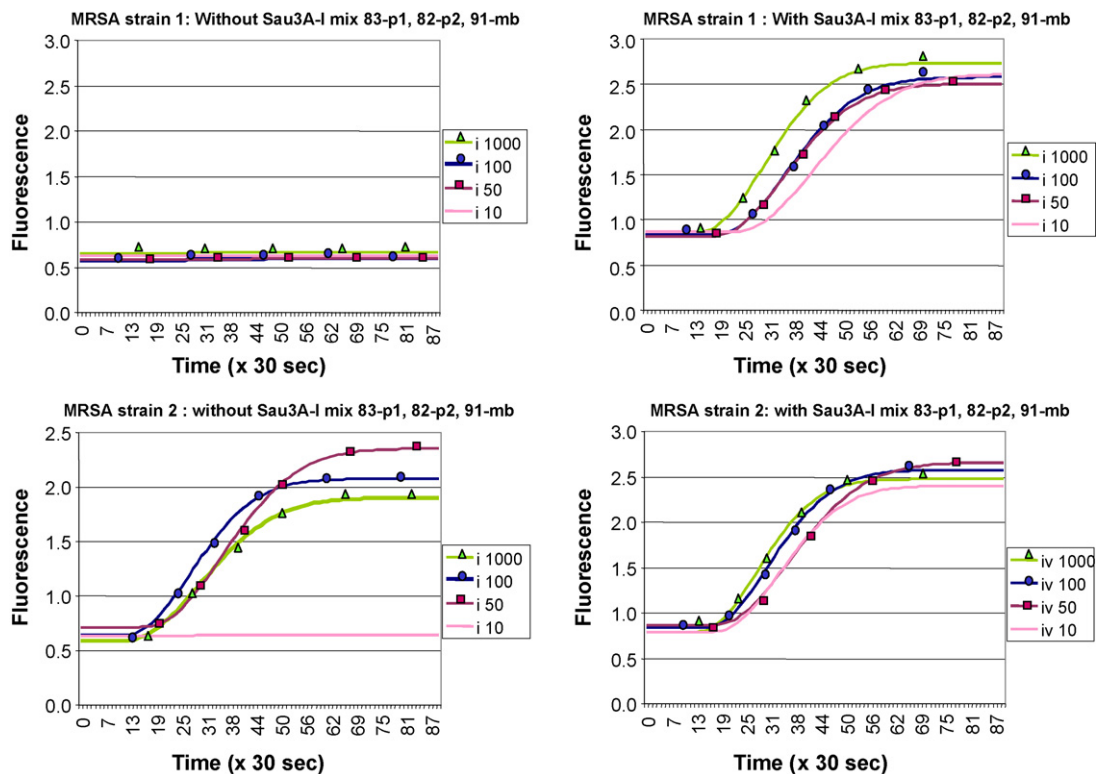 MRSA strain 1: Without Sau3A-I mix 83-p1, 82-p2, 91-mb
3.0
2.5
2.0
1.5
1.0
0.5
0.0
Fluorescence
0 7 13 19 25 31 38 44 50 56 62 69 75 81 87
Time (x 30 sec)
i 1000
i 100
i 50
i 10
MRSA strain 1 : With Sau3A-I mix 83-p1, 82-p2, 91-mb
3.0
2.5
2.0
1.5
1.0
0.5
0.0
Fluorescence
0 7 13 19 25 31 38 44 50 56 62 69 75 81 87
Time (x 30 sec)
i 1000
i 100
i 50
i 10
MRSA strain 2 : without Sau3A-I mix 83-p1, 82-p2, 91-mb
2.5
2.0
1.5
1.0
0.5
0.0
Fluorescence
0 7 13 19 25 31 38 44 50 56 62 69 75 81 87
Time (x 30 sec)
i 1000
i 100
i 50
i 10
MRSA strain 2: with Sau3A-I mix 83-p1, 82-p2, 91-mb
3.0
2.5
2.0
1.5
1.0
0.5
0.0
Fluorescence
0 7 13 19 25 31 38 44 50 56 62 69 75 81 87
Time (x 30 sec)
iv 1000
iv 100
iv 50
iv 10